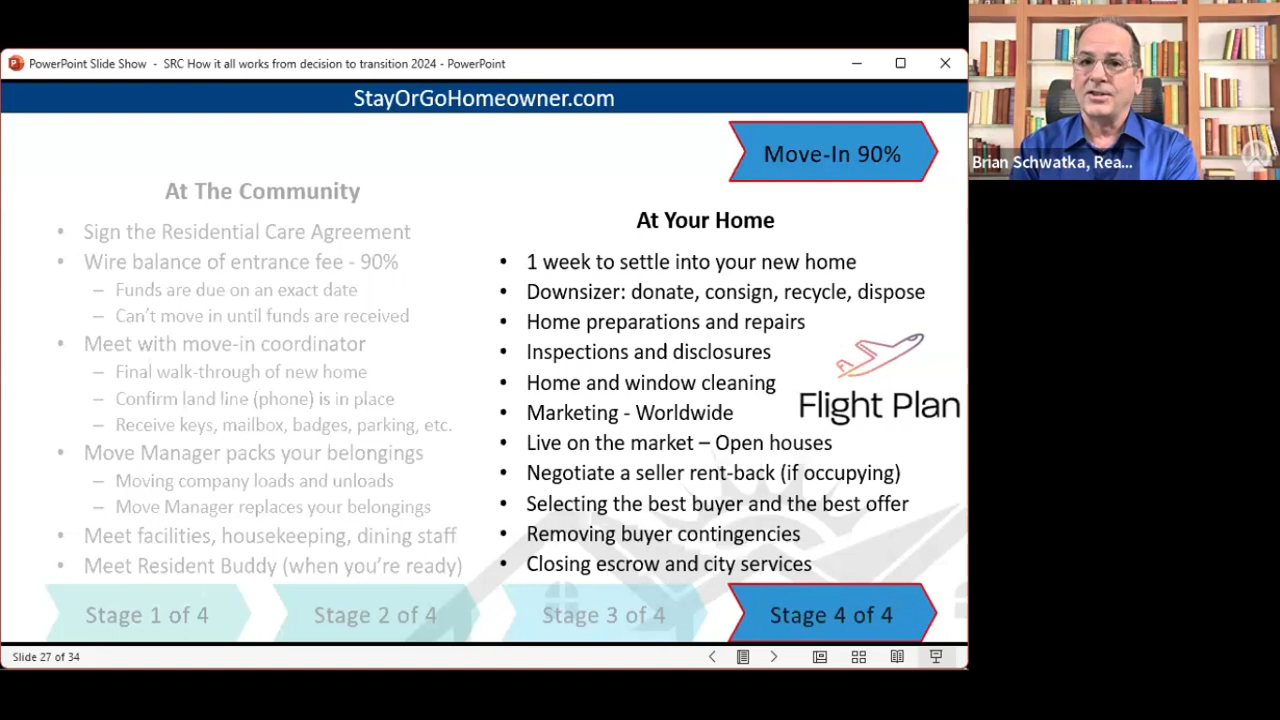 PowerPoint Slide Show - SRC How it all works from decision to transition 2024 - PowerPoint
StayOrGoHomeowner.com
Move-In 90%
At The Community
• Sign the Residential Care Agreement
• Wire balance of entrance fee - 90%
– Funds are due on an exact date
– Can't move in until funds are received
• Meet with move-in coordinator
– Final walk-through of new home
– Confirm land line (phone) is in place
– Receive keys, mailbox, badges, parking, etc.
• Move Manager packs your belongings
– Moving company loads and unloads
– Move Manager replaces your belongings
• Meet facilities, housekeeping, dining staff
• Meet Resident Buddy (when you're ready)
At Your Home
• 1 week to settle into your new home
• Downsizer: donate, consign, recycle, dispose
• Home preparations and repairs
• Inspections and disclosures
• Home and window cleaning
• Marketing - Worldwide
• Live on the market – Open houses
• Negotiate a seller rent-back (if occupying)
• Selecting the best buyer and the best offer
• Removing buyer contingencies
• Closing escrow and city services
Flight Plan
Stage 1 of 4
Stage 2 of 4
Stage 3 of 4
Stage 4 of 4
Slide 27 of 34
Brian Schwatka, Rea...